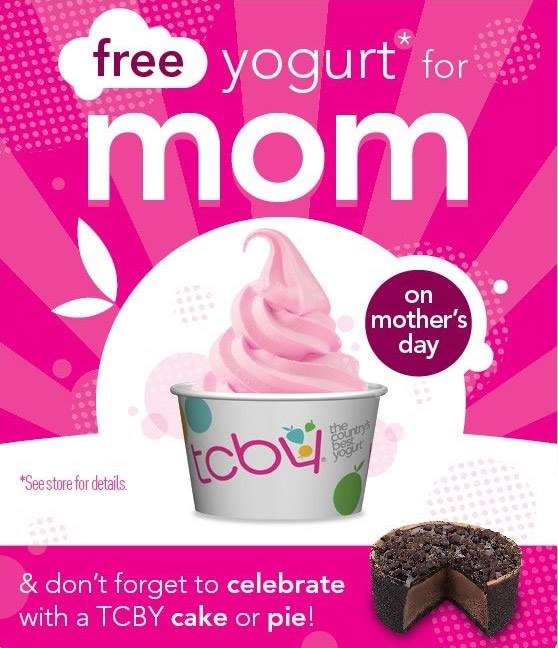 free yogurt* for
mom
on
mother's
day
tcby®
the
country's
best
yogurt
*See store for details.
& don't forget to celebrate
with a TCBY cake or pie!